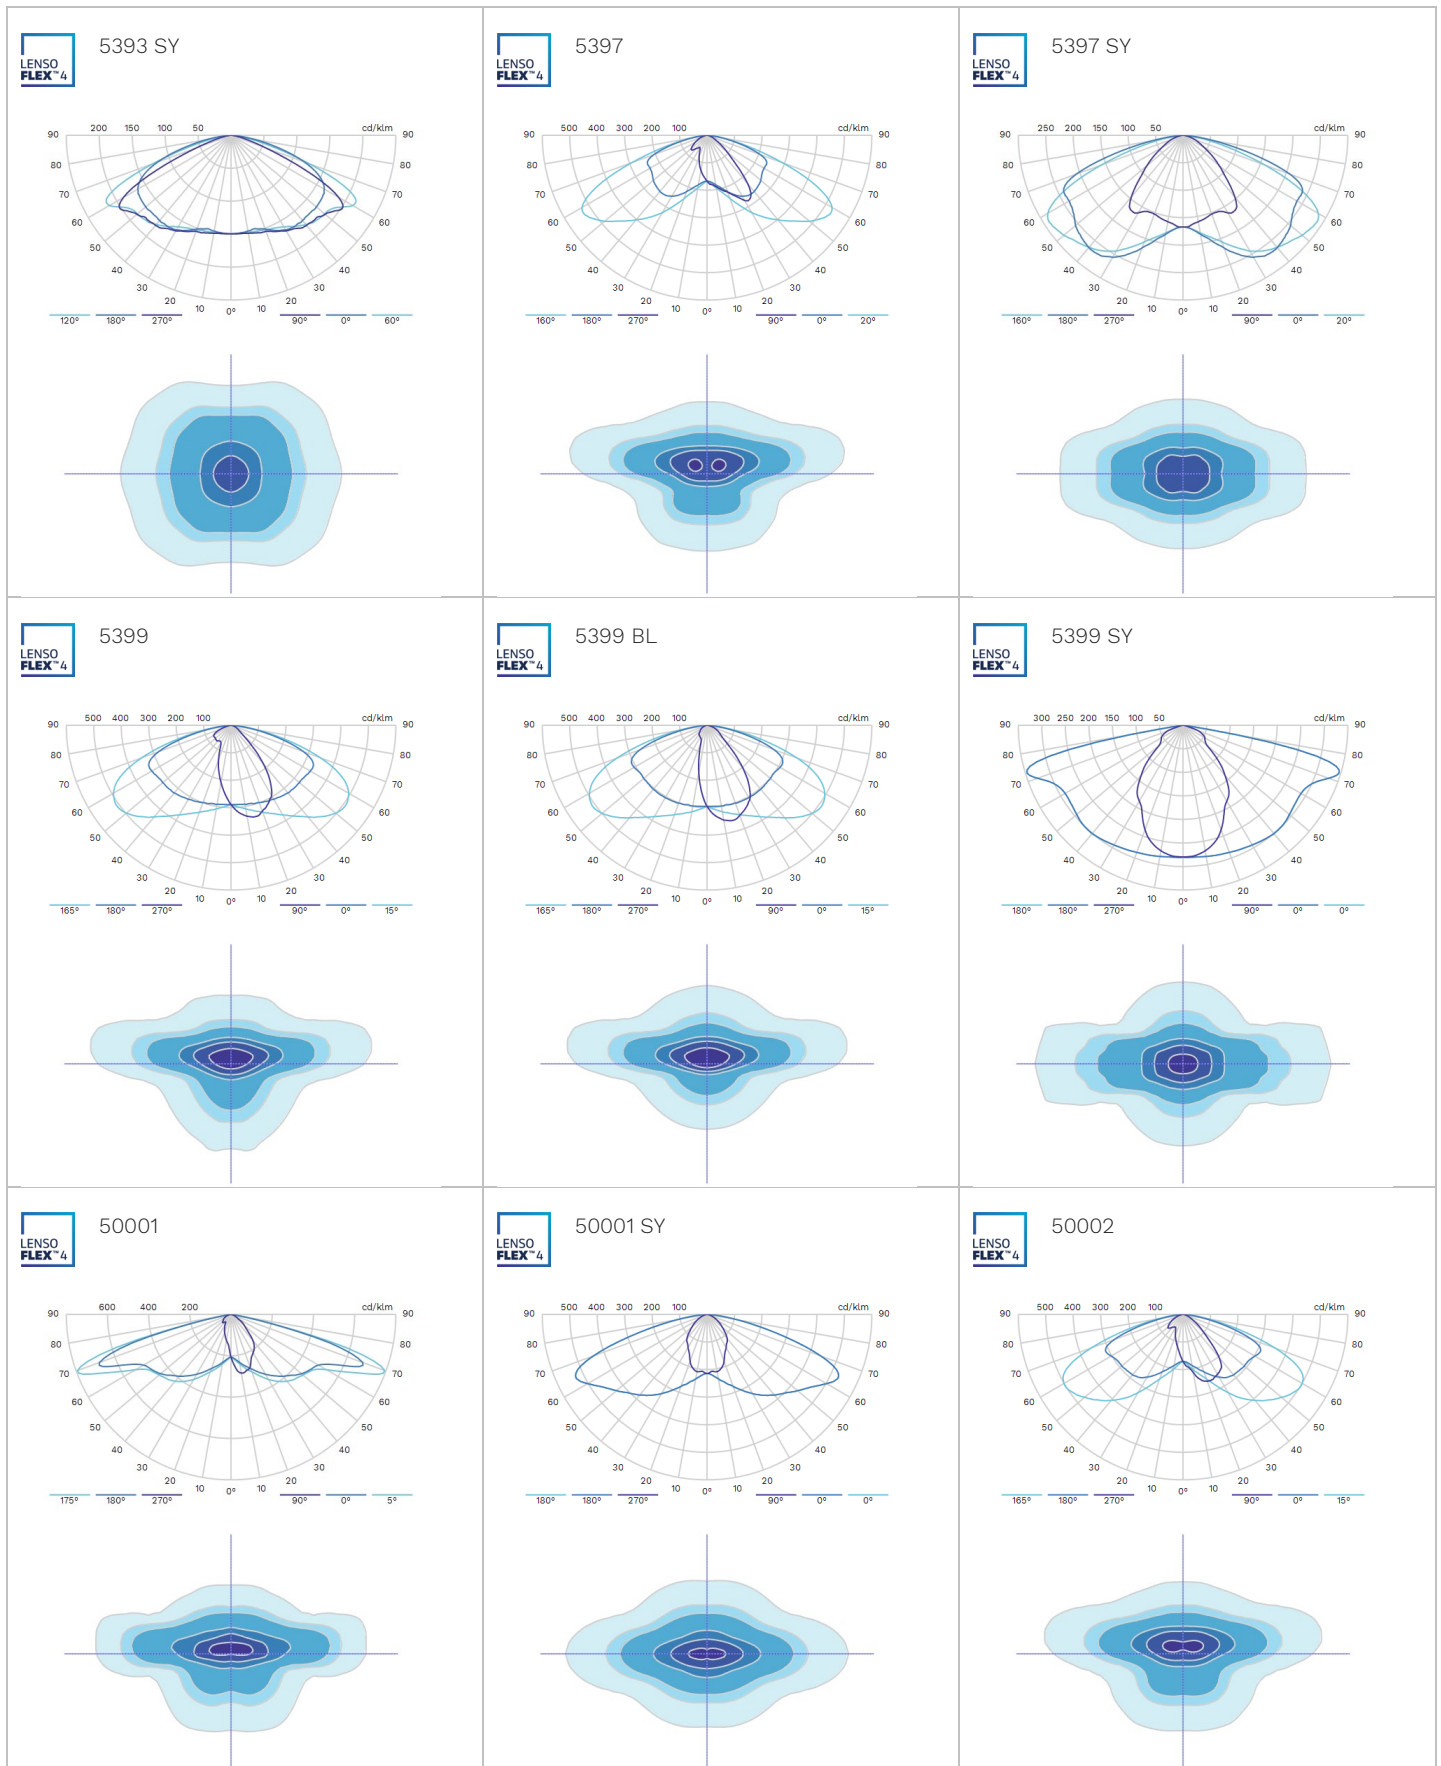 LENSO
FLEX™4
5393 SY
200 150 100 50 cd/klm
90 90
80 80
70 70
60 60
50 50
40 40
30 30
20 20
10 0° 10
120° 180° 270° 90° 0° 60°
LENSO
FLEX™4
5397
500 400 300 200 100 cd/klm
90 90
80 80
70 70
60 60
50 50
40 40
30 30
20 20
10 0° 10
160° 180° 270° 90° 0° 20°
LENSO
FLEX™4
5397 SY
250 200 150 100 50 cd/klm
90 90
80 80
70 70
60 60
50 50
40 40
30 30
20 20
10 0° 10
160° 180° 270° 90° 0° 20°
LENSO
FLEX™4
5399
500 400 300 200 100 cd/klm
90 90
80 80
70 70
60 60
50 50
40 40
30 30
20 20
10 0° 10
165° 180° 270° 90° 0° 15°
LENSO
FLEX™4
5399 BL
500 400 300 200 100 cd/klm
90 90
80 80
70 70
60 60
50 50
40 40
30 30
20 20
10 0° 10
165° 180° 270° 90° 0° 15°
LENSO
FLEX™4
5399 SY
300 250 200 150 100 50 cd/klm
90 90
80 80
70 70
60 60
50 50
40 40
30 30
20 20
10 0° 10
180° 180° 270° 90° 0° 0°
LENSO
FLEX™4
50001
600 400 200 cd/klm
90 90
80 80
70 70
60 60
50 50
40 40
30 30
20 20
10 0° 10
175° 180° 270° 90° 0° 5°
LENSO
FLEX™4
50001 SY
500 400 300 200 100 cd/klm
90 90
80 80
70 70
60 60
50 50
40 40
30 30
20 20
10 0° 10
180° 180° 270° 90° 0° 0°
LENSO
FLEX™4
50002
500 400 300 200 100 cd/klm
90 90
80 80
70 70
60 60
50 50
40 40
30 30
20 20
10 0° 10
165° 180° 270° 90° 0° 15°